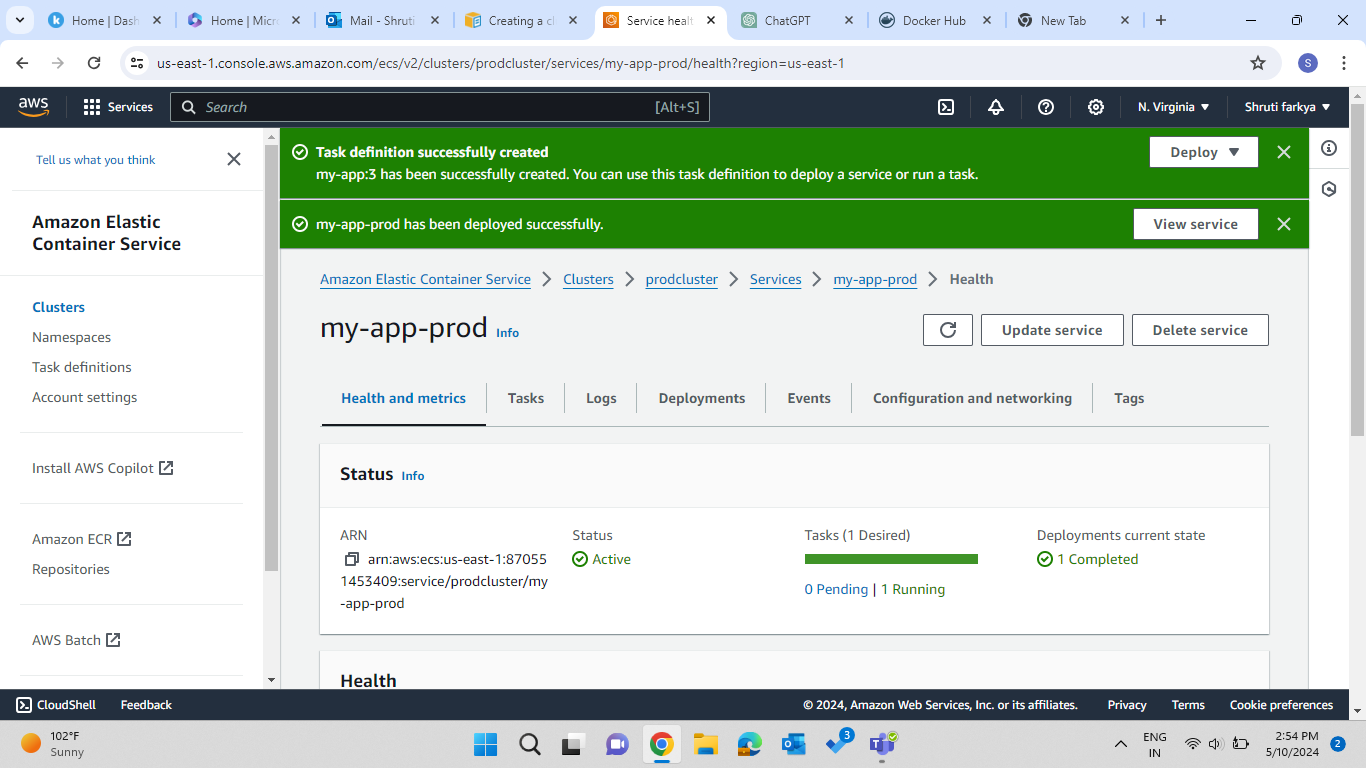 Home | Dash
Home | Micr
Mail - Shruti
Creating a cl
Service healt
ChatGPT
Docker Hub
New Tab
us-east-1.console.aws.amazon.com/ecs/v2/clusters/prodcluster/services/my-app-prod/health?region=us-east-1
S
aws
Services
Search
[Alt+S]
N. Virginia
Shruti farkya
Tell us what you think
Amazon Elastic
Container Service
Clusters
Namespaces
Task definitions
Account settings
Install AWS Copilot
Amazon ECR
Repositories
AWS Batch
Task definition successfully created
my-app:3 has been successfully created. You can use this task definition to deploy a service or run a task.
Deploy
my-app-prod has been deployed successfully.
View service
Amazon Elastic Container Service > Clusters > prodcluster > Services > my-app-prod > Health
my-app-prod Info
Update service
Delete service
Health and metrics
Tasks
Logs
Deployments
Events
Configuration and networking
Tags
Status Info
ARN
arn:aws:ecs:us-east-1:87055
1453409:service/prodcluster/my
-app-prod
Status
Active
Tasks (1 Desired)
0 Pending | 1 Running
Deployments current state
1 Completed
Health
CloudShell
Feedback
© 2024, Amazon Web Services, Inc. or its affiliates.
Privacy
Terms
Cookie preferences
102°F
Sunny
3
ENG
IN
2:54 PM
5/10/2024
2